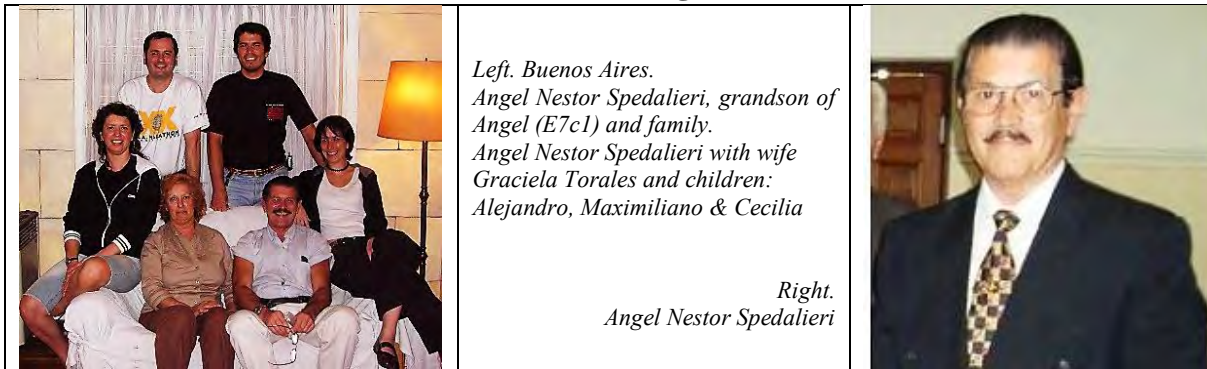 Left. Buenos Aires.
Angel Nestor Spedalieri, grandson of
Angel (E7c1) and family.
Angel Nestor Spedalieri with wife
Graciela Torales and children:
Alejandro, Maximiliano & Cecilia
Right.
Angel Nestor Spedalieri